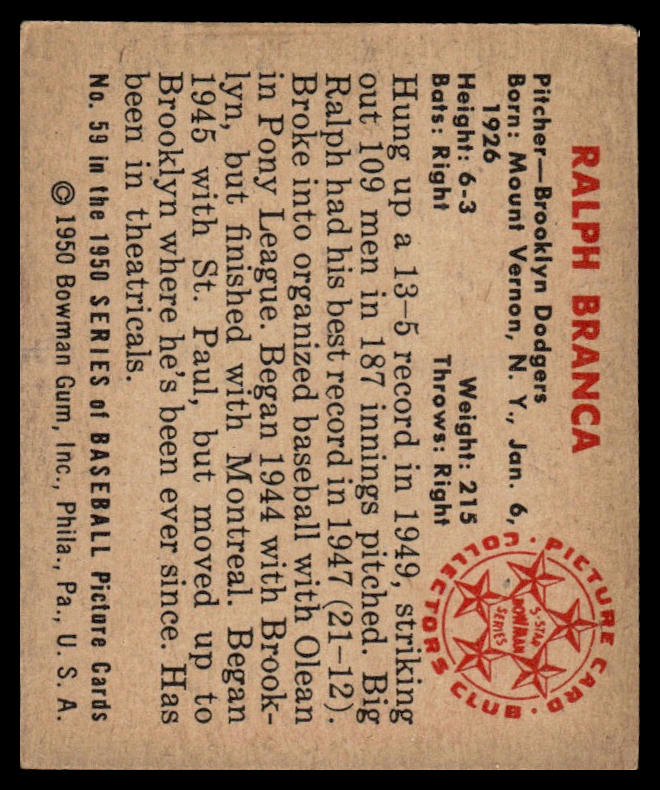 RALPH BRANCA
Pitcher—Brooklyn Dodgers
Born: Mount Vernon, N. Y., Jan. 6,
1926
Height: 6-3 Weight: 215
Bats: Right Throws: Right
Hung up a 13-5 record in 1949, striking
out 109 men in 187 innings pitched. Big
Ralph had his best record in 1947 (21-12).
Broke into organized baseball with Olean
in Pony League. Began 1944 with Brook-
lyn, but finished with Montreal. Began
1945 with St. Paul, but moved up to
Brooklyn where he's been ever since. Has
been in theatricals.
No. 59 in the 1950 SERIES of BASEBALL Picture Cards
© 1950 Bowman Gum, Inc., Phila., Pa., U. S. A.
· PICTURE CARD ·
COLLECTORS CLUB
5-STAR
BOWMAN
SERIES